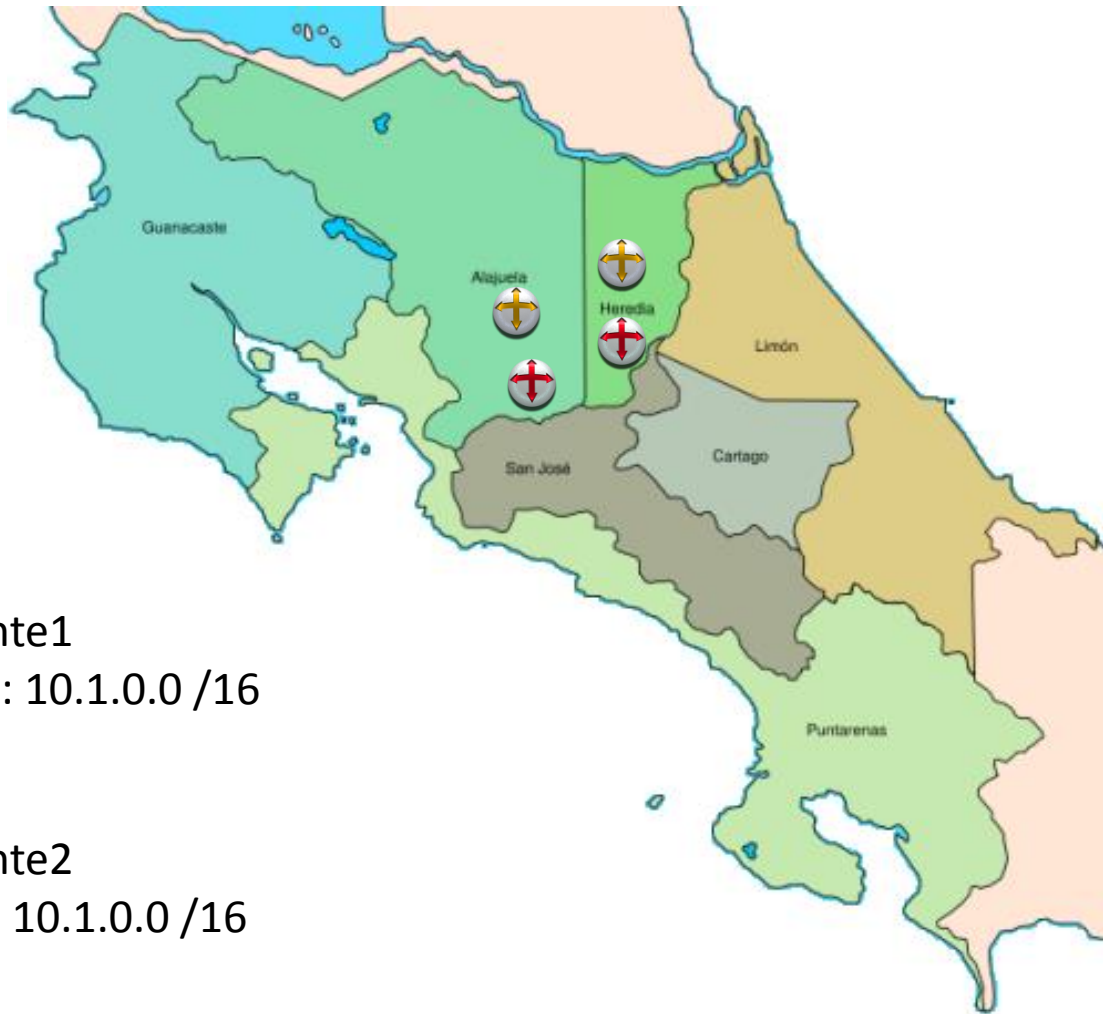 Guanacaste
Alajuela
Heredia
Limón
San José
Cartago
nte1
: 10.1.0.0 /16
Puntarenas
nte2
10.1.0.0 /16